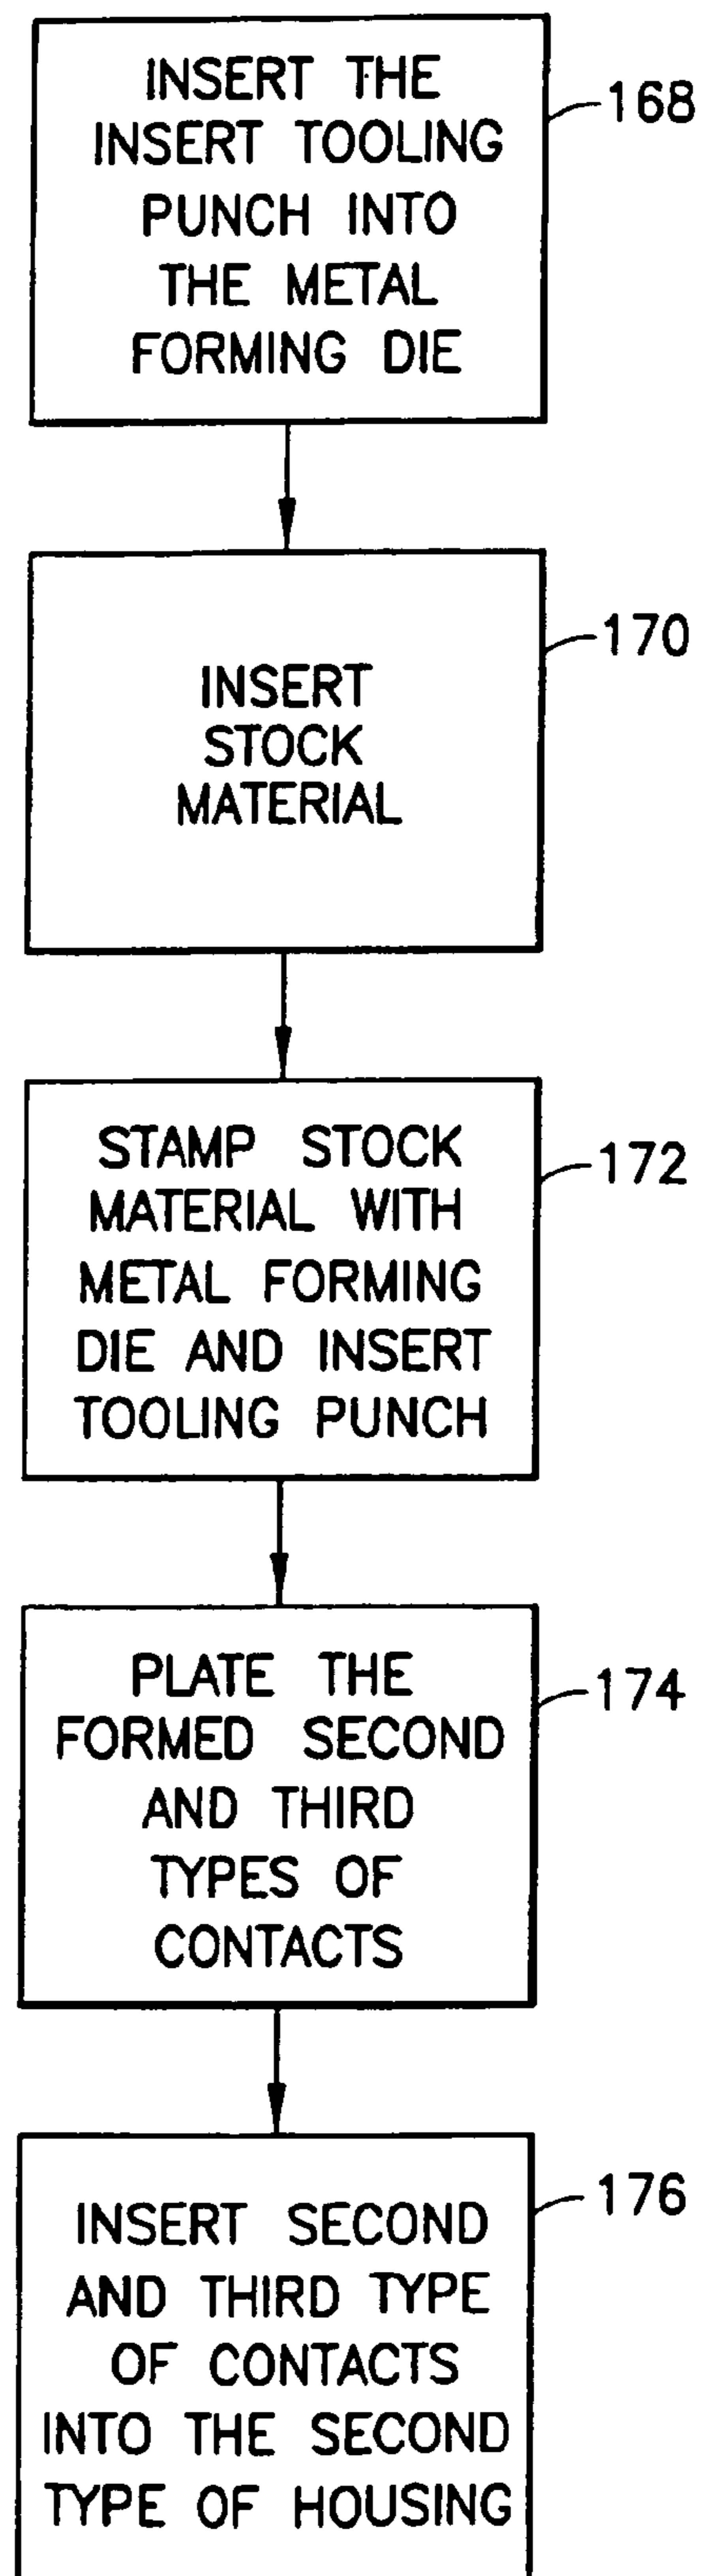 INSERT THE
INSERT TOOLING
PUNCH INTO
THE METAL
FORMING DIE
168
INSERT
STOCK
MATERIAL
170
STAMP STOCK
MATERIAL WITH
METAL FORMING
DIE AND INSERT
TOOLING PUNCH
172
PLATE THE
FORMED SECOND
AND THIRD
TYPES OF
CONTACTS
174
INSERT SECOND
AND THIRD TYPE
OF CONTACTS
INTO THE SECOND
TYPE OF HOUSING
176